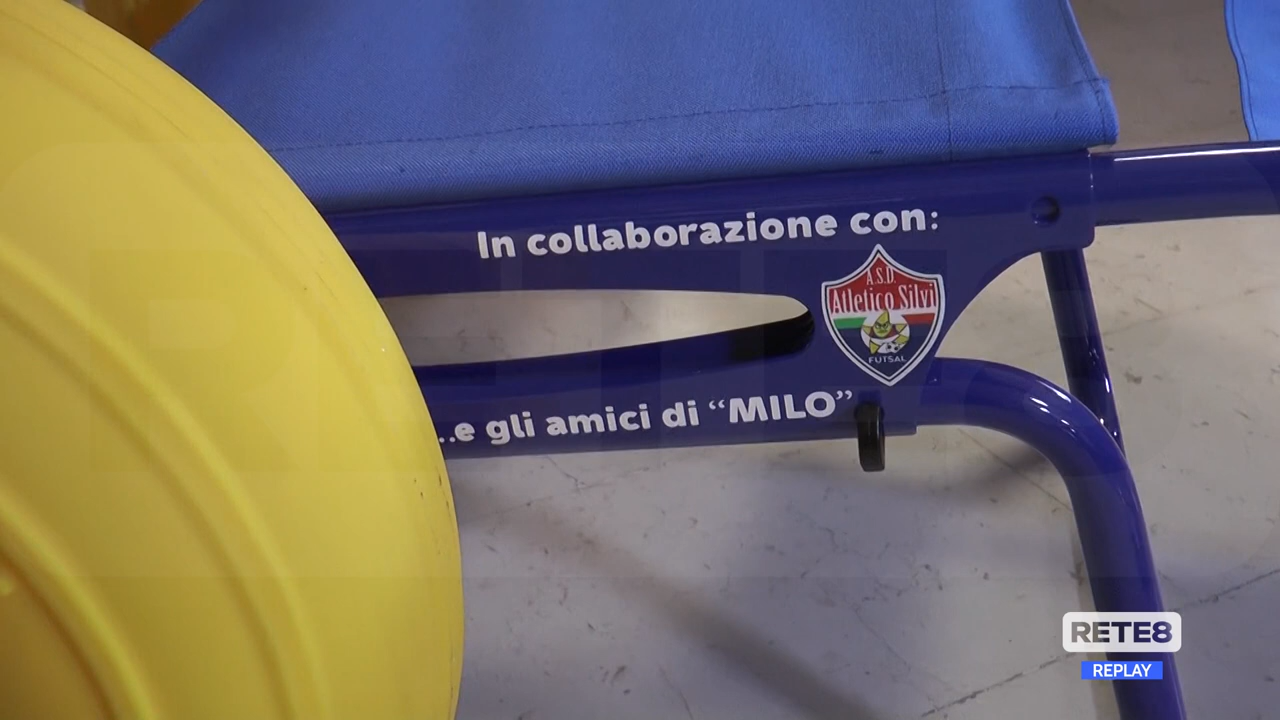 In collaborazione con:
A.S.D.
Atletico Silvi
FUTSAL
..e gli amici di “MILO”
RETE8
REPLAY